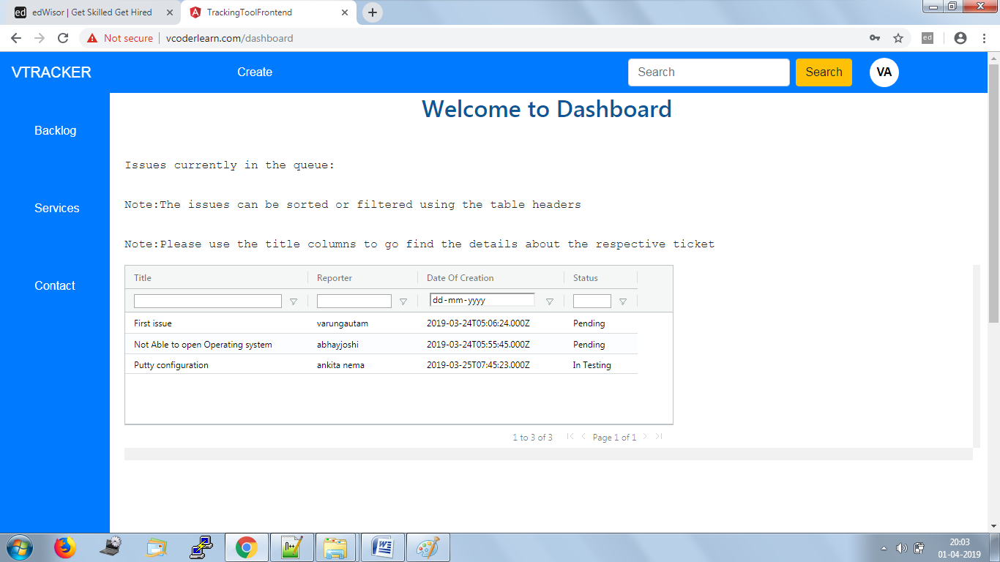 ed edWisor | Get Skilled Get Hired
TrackingToolFrontend
Not secure | vcoderlearn.com/dashboard
ed
VTRACKER
Create
Search
Search
VA
Welcome to Dashboard
Backlog
Services
Contact
Issues currently in the queue:
Note:The issues can be sorted or filtered using the table headers
Note:Please use the title columns to go find the details about the respective ticket
Title Reporter Date Of Creation Status
dd-mm-yyyy
First issue varungautam 2019-03-24T05:06:24.000Z Pending
Not Able to open Operating system abhayjoshi 2019-03-24T05:55:45.000Z Pending
Putty configuration ankita nema 2019-03-25T07:45:23.000Z In Testing
1 to 3 of 3 Page 1 of 1
20:03
01-04-2019